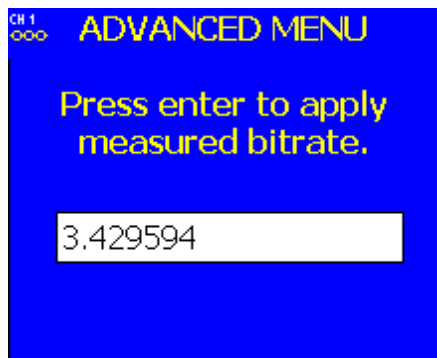 CH 1
ADVANCED MENU
Press enter to apply
measured bitrate.
3.429594